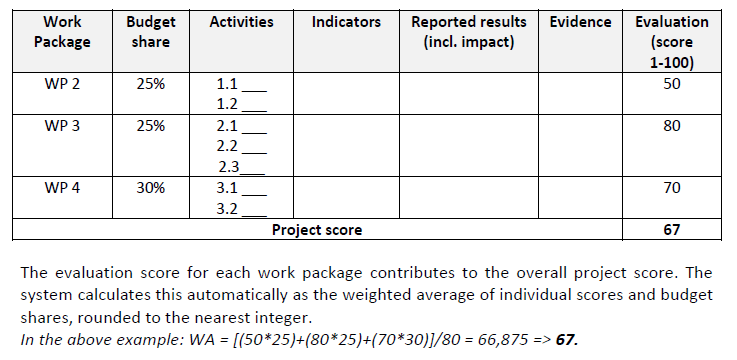 Work Package Budget share Activities Indicators Reported results (incl. impact) Evidence Evaluation (score 1-100)
WP 2 25% 1.1 ___ 50
1.2 ___
WP 3 25% 2.1 ___ 80
2.2 ___
2.3___
WP 4 30% 3.1 ___ 70
3.2 ___
Project score 67
The evaluation score for each work package contributes to the overall project score. The
system calculates this automatically as the weighted average of individual scores and budget
shares, rounded to the nearest integer.
In the above example: WA = [(50*25)+(80*25)+(70*30)]/80 = 66,875 => 67.